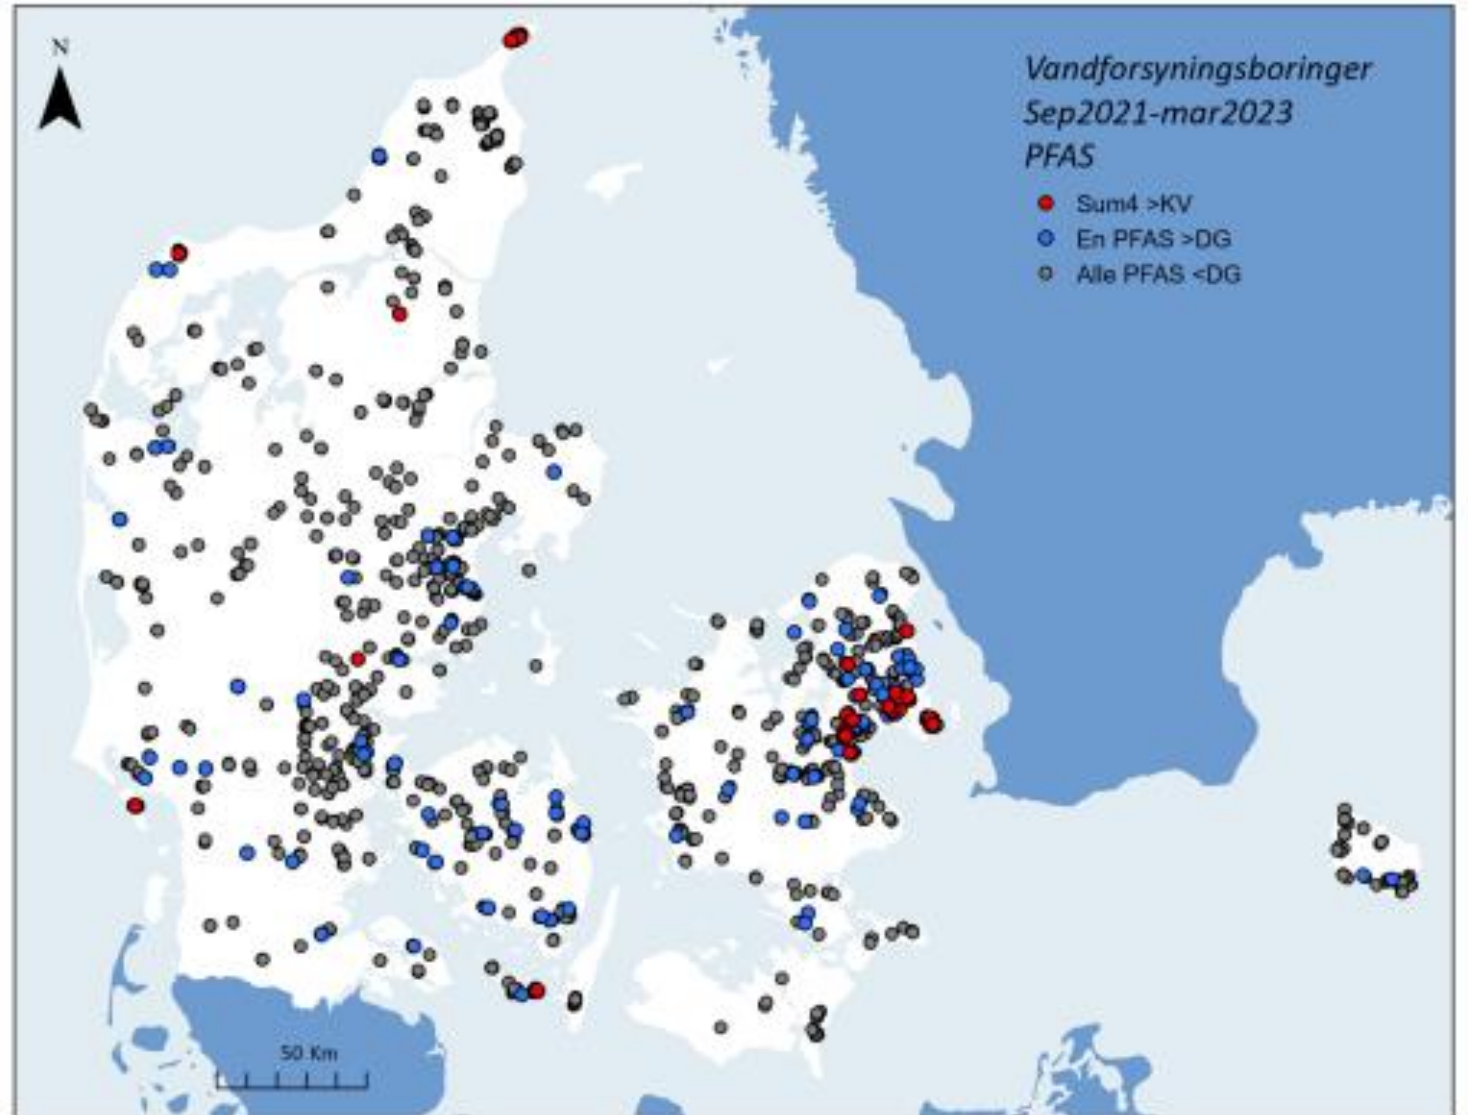 N
Vandforsyningsboringer
Sep2021-mar2023
PFAS
Sum4 >KV
En PFAS >DG
Alle PFAS <DG
50 Km